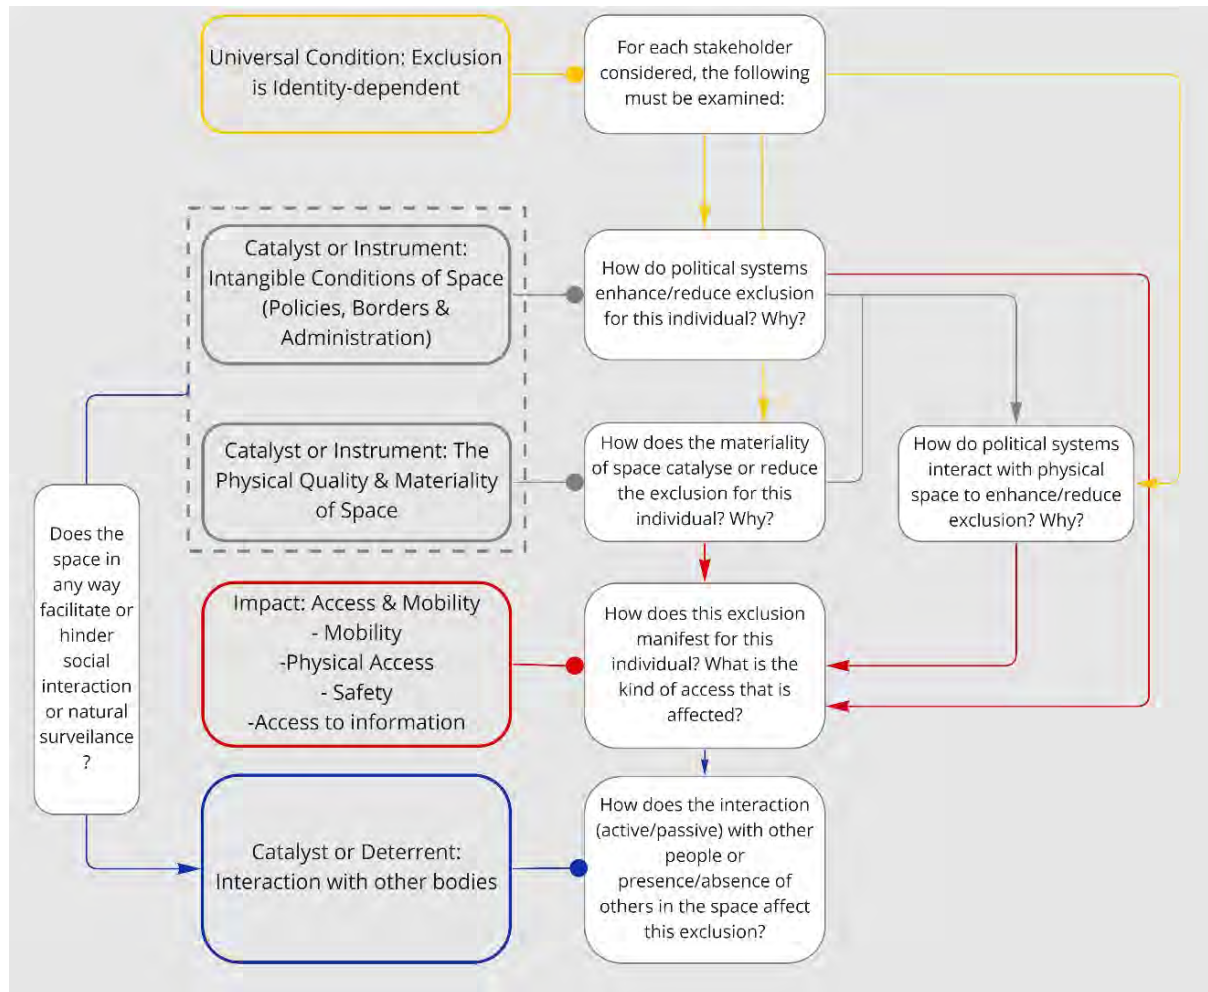 Universal Condition: Exclusion
is Identity-dependent
For each stakeholder
considered, the following
must be examined:
Catalyst or Instrument:
Intangible Conditions of Space
(Policies, Borders &
Administration)
How do political systems
enhance/reduce exclusion
for this individual? Why?
Catalyst or Instrument: The
Physical Quality & Materiality
of Space
How does the materiality
of space catalyse or reduce
the exclusion for this
individual? Why?
How do political systems
interact with physical
space to enhance/reduce
exclusion? Why?
Does the
space in
any way
facilitate or
hinder
social
interaction
or natural
surveilance
?
Impact: Access & Mobility
- Mobility
-Physical Access
- Safety
-Access to information
How does this exclusion
manifest for this
individual? What is the
kind of access that is
affected?
Catalyst or Deterrent:
Interaction with other bodies
How does the interaction
(active/passive) with other
people or
presence/absence of
others in the space affect
this exclusion?